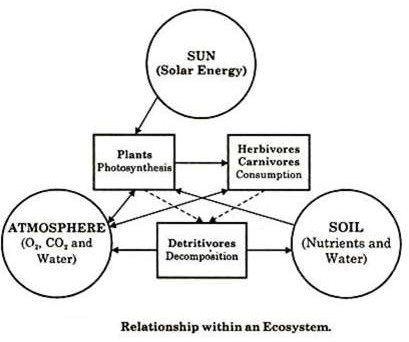 SUN
(Solar Energy)
Plants
Photosynthesis
Herbivores
Carnivores
Consumption
ATMOSPHERE
(O₂, CO₂ and
Water)
Detritivores
Decomposition
SOIL
(Nutrients and
Water)
Relationship within an Ecosystem.